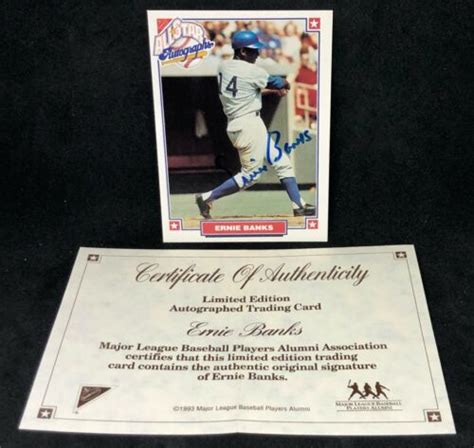 ALL STAR
Autographs
14
Ernie Banks
ERNIE BANKS
Certificate Of Authenticity
Limited Edition
Autographed Trading Card
Ernie Banks
Major League Baseball Players Alumni Association
certifies that this limited edition trading
card contains the authentic original signature
of Ernie Banks.
MAJOR LEAGUE BASEBALL
PLAYERS ALUMNI
©1993 Major League Baseball Players Alumni